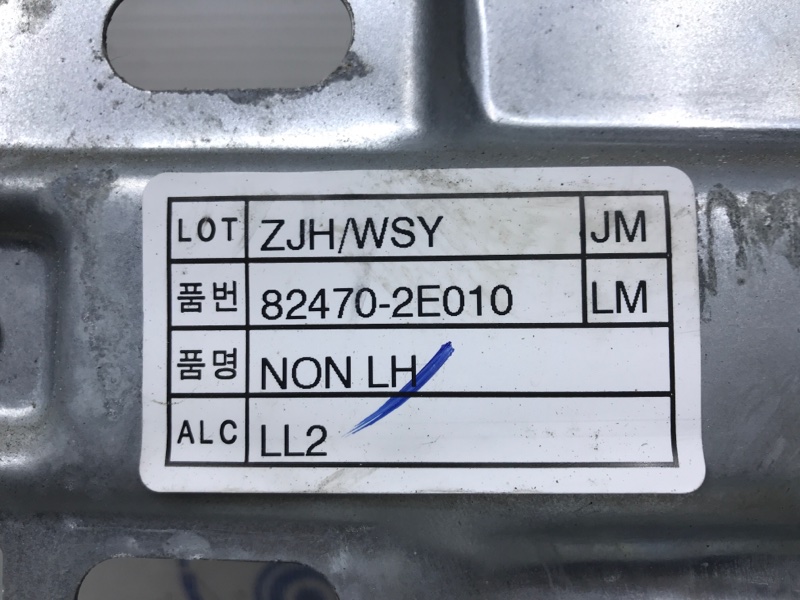 LOT ZJH/WSY JM
품번 82470-2E010 LM
품명 NON LH
ALC LL2